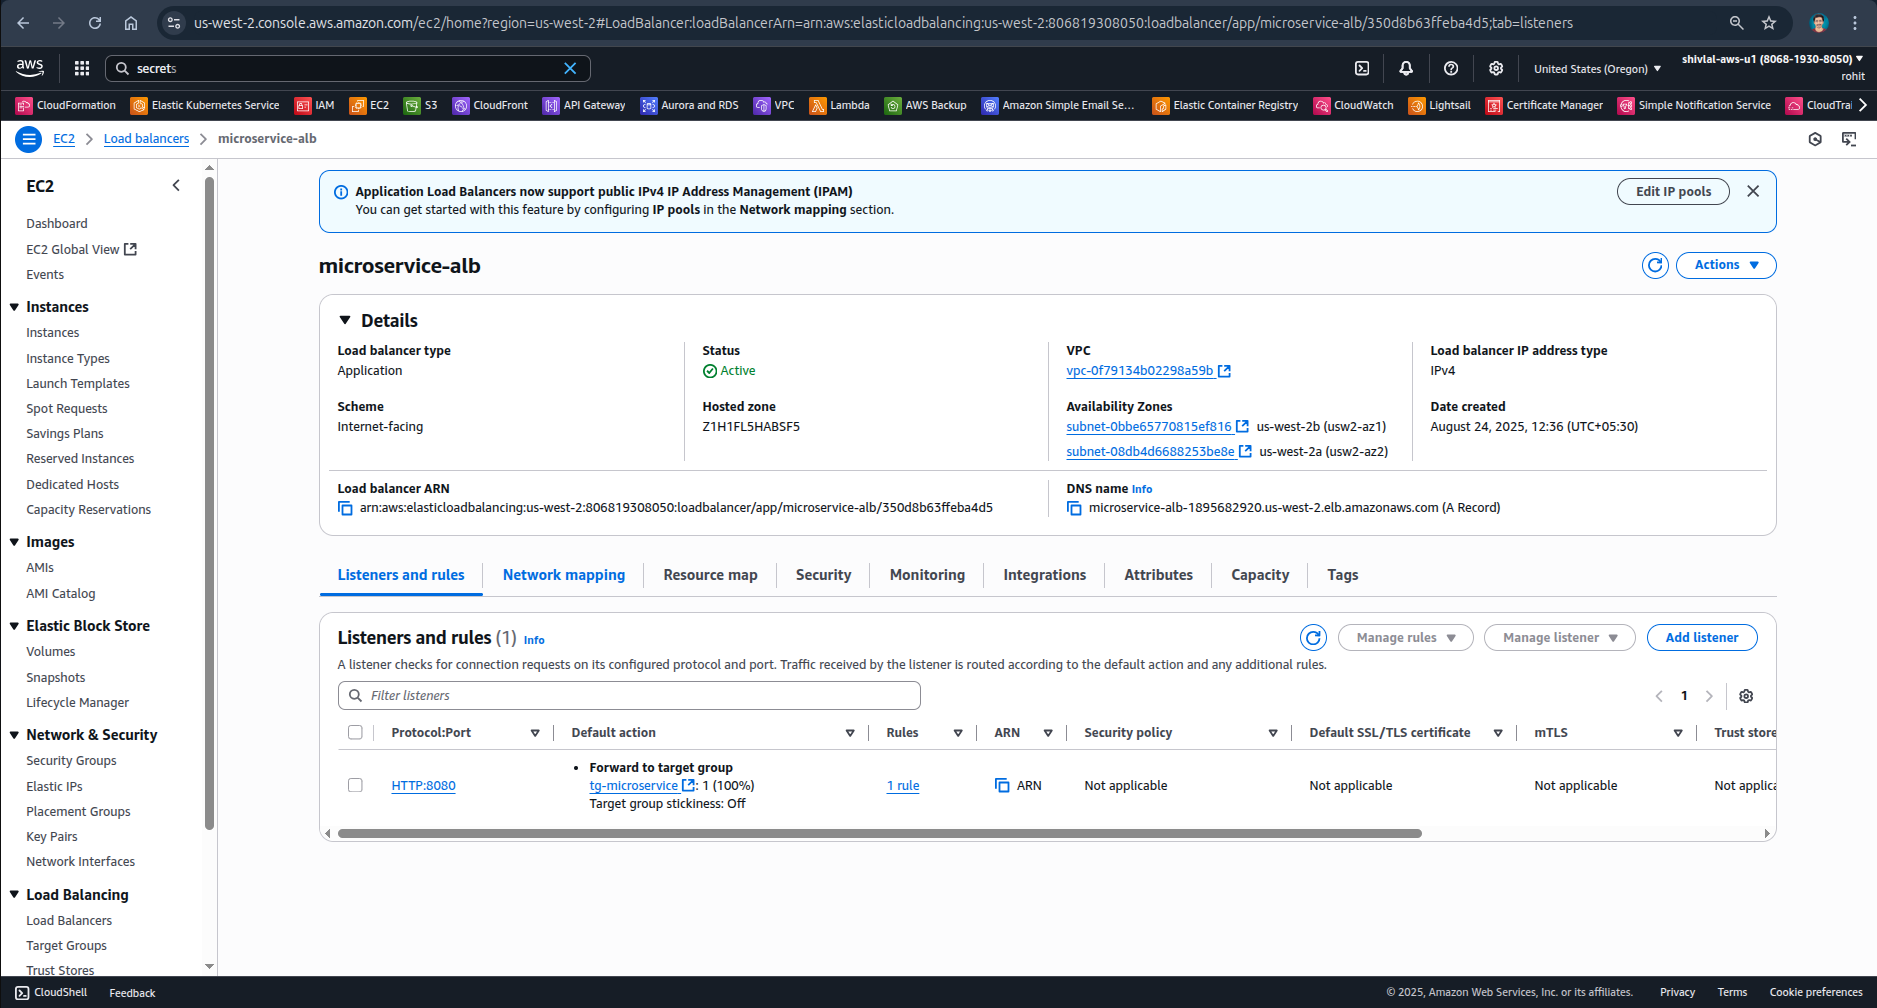 us-west-2.console.aws.amazon.com/ec2/home?region=us-west-2#LoadBalancer:loadBalancerArn=arn:aws:elasticloadbalancing:us-west-2:806819308050:loadbalancer/app/microservice-alb/350d8b63ffeba4d5;tab=listeners
aws
secrets
United States (Oregon)
shivlal-aws-u1 (8068-1930-8050)
rohit
CloudFormation Elastic Kubernetes Service IAM EC2 S3 CloudFront API Gateway Aurora and RDS VPC Lambda AWS Backup Amazon Simple Email Se... Elastic Container Registry CloudWatch Lightsail Certificate Manager Simple Notification Service CloudTrai
EC2 Load balancers microservice-alb
EC2
Dashboard
EC2 Global View
Events
Instances
Instances
Instance Types
Launch Templates
Spot Requests
Savings Plans
Reserved Instances
Dedicated Hosts
Capacity Reservations
Images
AMIs
AMI Catalog
Elastic Block Store
Volumes
Snapshots
Lifecycle Manager
Network & Security
Security Groups
Elastic IPs
Placement Groups
Key Pairs
Network Interfaces
Load Balancing
Load Balancers
Target Groups
Trust Stores
Application Load Balancers now support public IPv4 IP Address Management (IPAM)
You can get started with this feature by configuring IP pools in the Network mapping section.
Edit IP pools
microservice-alb
Actions
Details
Load balancer type
Application
Status
Active
VPC
vpc-0f79134b02298a59b
Load balancer IP address type
IPv4
Scheme
Internet-facing
Hosted zone
Z1H1FL5HABSF5
Availability Zones
subnet-0bbe65770815ef816 us-west-2b (usw2-az1)
subnet-08db4d6688253be8e us-west-2a (usw2-az2)
Date created
August 24, 2025, 12:36 (UTC+05:30)
Load balancer ARN
arn:aws:elasticloadbalancing:us-west-2:806819308050:loadbalancer/app/microservice-alb/350d8b63ffeba4d5
DNS name Info
microservice-alb-1895682920.us-west-2.elb.amazonaws.com (A Record)
Listeners and rules Network mapping Resource map Security Monitoring Integrations Attributes Capacity Tags
Listeners and rules (1) Info
Manage rules Manage listener Add listener
A listener checks for connection requests on its configured protocol and port. Traffic received by the listener is routed according to the default action and any additional rules.
Filter listeners
1
Protocol:Port Default action Rules ARN Security policy Default SSL/TLS certificate mTLS Trust store
HTTP:8080
• Forward to target group
tg-microservice : 1 (100%)
Target group stickiness: Off
1 rule
ARN
Not applicable
Not applicable
Not applicable
Not applica
CloudShell Feedback
© 2025, Amazon Web Services, Inc. or its affiliates. Privacy Terms Cookie preferences